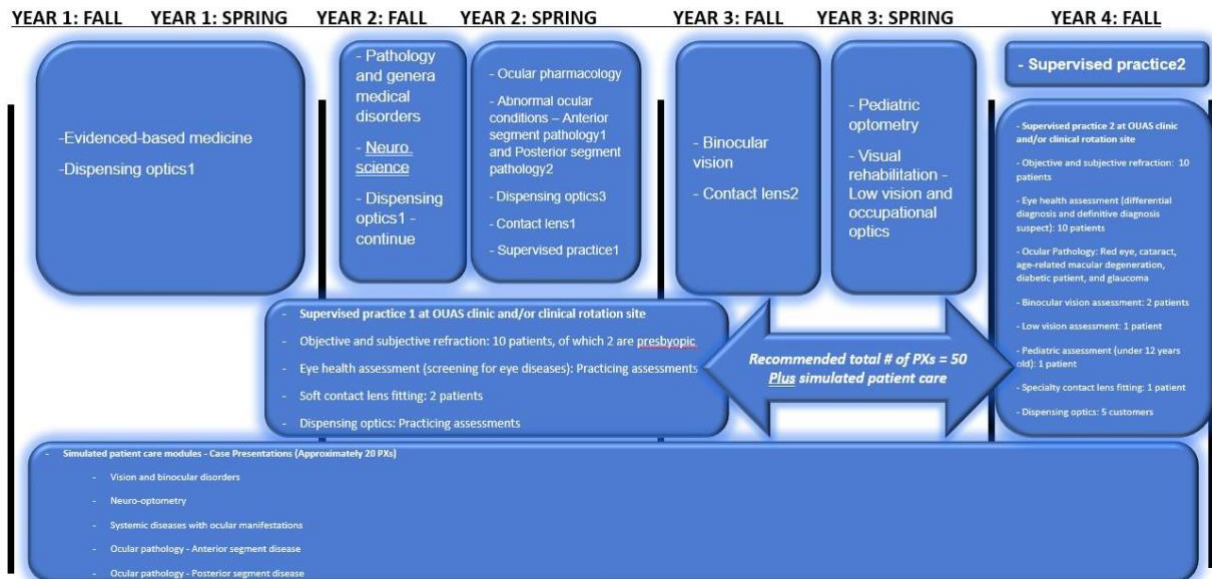 YEAR 1: FALL YEAR 1: SPRING YEAR 2: FALL YEAR 2: SPRING YEAR 3: FALL YEAR 3: SPRING YEAR 4: FALL
-Evidenced-based medicine
-Dispensing optics1
- Pathology
and genera
medical
disorders
- Neuro
science
- Dispensing
optics1 -
continue
- Ocular pharmacology
- Abnormal ocular
conditions – Anterior
segment pathology1
and Posterior segment
pathology2
- Dispensing optics3
- Contact lens1
- Supervised practice1
- Binocular
vision
- Contact lens2
- Pediatric
optometry
- Visual
rehabilitation -
Low vision and
occupational
optics
- Supervised practice2
- Supervised practice 2 at OUAS clinic
and/or clinical rotation site
- Objective and subjective refraction: 10
patients
- Eye health assessment (differential
diagnosis and definitive diagnosis
suspect): 10 patients
- Ocular Pathology: Red eye, cataract,
age-related macular degeneration,
diabetic patient, and glaucoma
- Binocular vision assessment: 2 patients
- Low vision assessment: 1 patient
- Pediatric assessment (under 12 years
old): 1 patient
- Specialty contact lens fitting: 1 patient
- Dispensing optics: 5 customers
- Supervised practice 1 at OUAS clinic and/or clinical rotation site
- Objective and subjective refraction: 10 patients, of which 2 are presbyopic
- Eye health assessment (screening for eye diseases): Practicing assessments
- Soft contact lens fitting: 2 patients
- Dispensing optics: Practicing assessments
Recommended total # of PXs = 50
Plus simulated patient care
- Simulated patient care modules - Case Presentations (Approximately 20 PXs)
- Vision and binocular disorders
- Neuro-optometry
- Systemic diseases with ocular manifestations
- Ocular pathology - Anterior segment disease
- Ocular pathology - Posterior segment disease